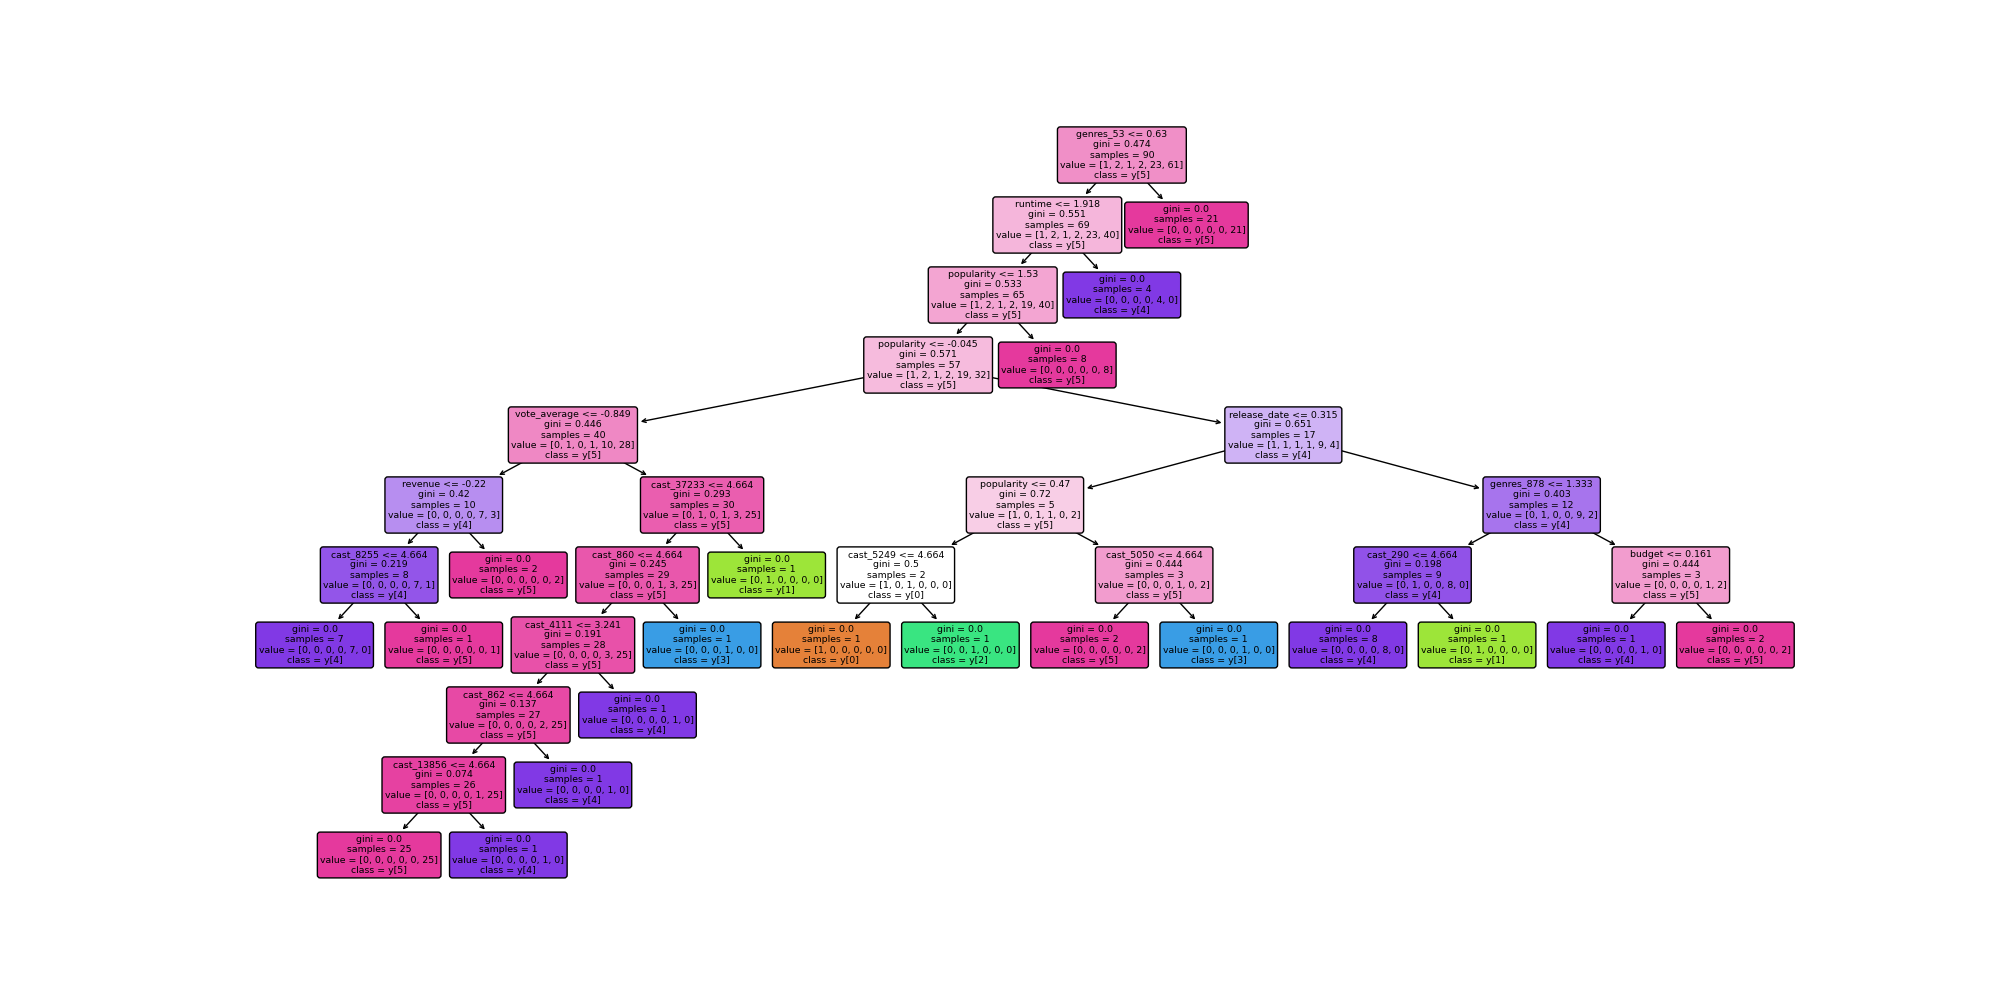 genres_53 <= 0.63
gini = 0.474
samples = 90
value = [1, 2, 1, 2, 23, 61]
class = y[5]
runtime <= 1.918
gini = 0.551
samples = 69
value = [1, 2, 1, 2, 23, 40]
class = y[5]
gini = 0.0
samples = 21
value = [0, 0, 0, 0, 0, 21]
class = y[5]
popularity <= 1.53
gini = 0.533
samples = 65
value = [1, 2, 1, 2, 19, 40]
class = y[5]
gini = 0.0
samples = 4
value = [0, 0, 0, 0, 4, 0]
class = y[4]
popularity <= -0.045
gini = 0.571
samples = 57
value = [1, 2, 1, 2, 19, 32]
class = y[5]
gini = 0.0
samples = 8
value = [0, 0, 0, 0, 0, 8]
class = y[5]
vote_average <= -0.849
gini = 0.446
samples = 40
value = [0, 1, 0, 1, 10, 28]
class = y[5]
release_date <= 0.315
gini = 0.651
samples = 17
value = [1, 1, 1, 1, 9, 4]
class = y[4]
revenue <= -0.22
gini = 0.42
samples = 10
value = [0, 0, 0, 0, 7, 3]
class = y[4]
cast_37233 <= 4.664
gini = 0.293
samples = 30
value = [0, 1, 0, 1, 3, 25]
class = y[5]
popularity <= 0.47
gini = 0.72
samples = 5
value = [1, 0, 1, 1, 0, 2]
class = y[5]
genres_878 <= 1.333
gini = 0.403
samples = 12
value = [0, 1, 0, 0, 9, 2]
class = y[4]
cast_8255 <= 4.664
gini = 0.219
samples = 8
value = [0, 0, 0, 0, 7, 1]
class = y[4]
gini = 0.0
samples = 2
value = [0, 0, 0, 0, 0, 2]
class = y[5]
cast_860 <= 4.664
gini = 0.245
samples = 29
value = [0, 0, 0, 1, 3, 25]
class = y[5]
gini = 0.0
samples = 1
value = [0, 1, 0, 0, 0, 0]
class = y[1]
cast_5249 <= 4.664
gini = 0.5
samples = 2
value = [1, 0, 1, 0, 0, 0]
class = y[0]
cast_5050 <= 4.664
gini = 0.444
samples = 3
value = [0, 0, 0, 1, 0, 2]
class = y[5]
cast_290 <= 4.664
gini = 0.198
samples = 9
value = [0, 1, 0, 0, 8, 0]
class = y[4]
budget <= 0.161
gini = 0.444
samples = 3
value = [0, 0, 0, 0, 1, 2]
class = y[5]
gini = 0.0
samples = 7
value = [0, 0, 0, 0, 7, 0]
class = y[4]
gini = 0.0
samples = 1
value = [0, 0, 0, 0, 0, 1]
class = y[5]
cast_4111 <= 3.241
gini = 0.191
samples = 28
value = [0, 0, 0, 0, 3, 25]
class = y[5]
gini = 0.0
samples = 1
value = [0, 0, 0, 1, 0, 0]
class = y[3]
gini = 0.0
samples = 1
value = [1, 0, 0, 0, 0, 0]
class = y[0]
gini = 0.0
samples = 1
value = [0, 0, 1, 0, 0, 0]
class = y[2]
gini = 0.0
samples = 2
value = [0, 0, 0, 0, 0, 2]
class = y[5]
gini = 0.0
samples = 1
value = [0, 0, 0, 1, 0, 0]
class = y[3]
gini = 0.0
samples = 8
value = [0, 0, 0, 0, 8, 0]
class = y[4]
gini = 0.0
samples = 1
value = [0, 1, 0, 0, 0, 0]
class = y[1]
gini = 0.0
samples = 1
value = [0, 0, 0, 0, 1, 0]
class = y[4]
gini = 0.0
samples = 2
value = [0, 0, 0, 0, 0, 2]
class = y[5]
cast_862 <= 4.664
gini = 0.137
samples = 27
value = [0, 0, 0, 0, 2, 25]
class = y[5]
gini = 0.0
samples = 1
value = [0, 0, 0, 0, 1, 0]
class = y[4]
cast_13856 <= 4.664
gini = 0.074
samples = 26
value = [0, 0, 0, 0, 1, 25]
class = y[5]
gini = 0.0
samples = 1
value = [0, 0, 0, 0, 1, 0]
class = y[4]
gini = 0.0
samples = 25
value = [0, 0, 0, 0, 0, 25]
class = y[5]
gini = 0.0
samples = 1
value = [0, 0, 0, 0, 1, 0]
class = y[4]